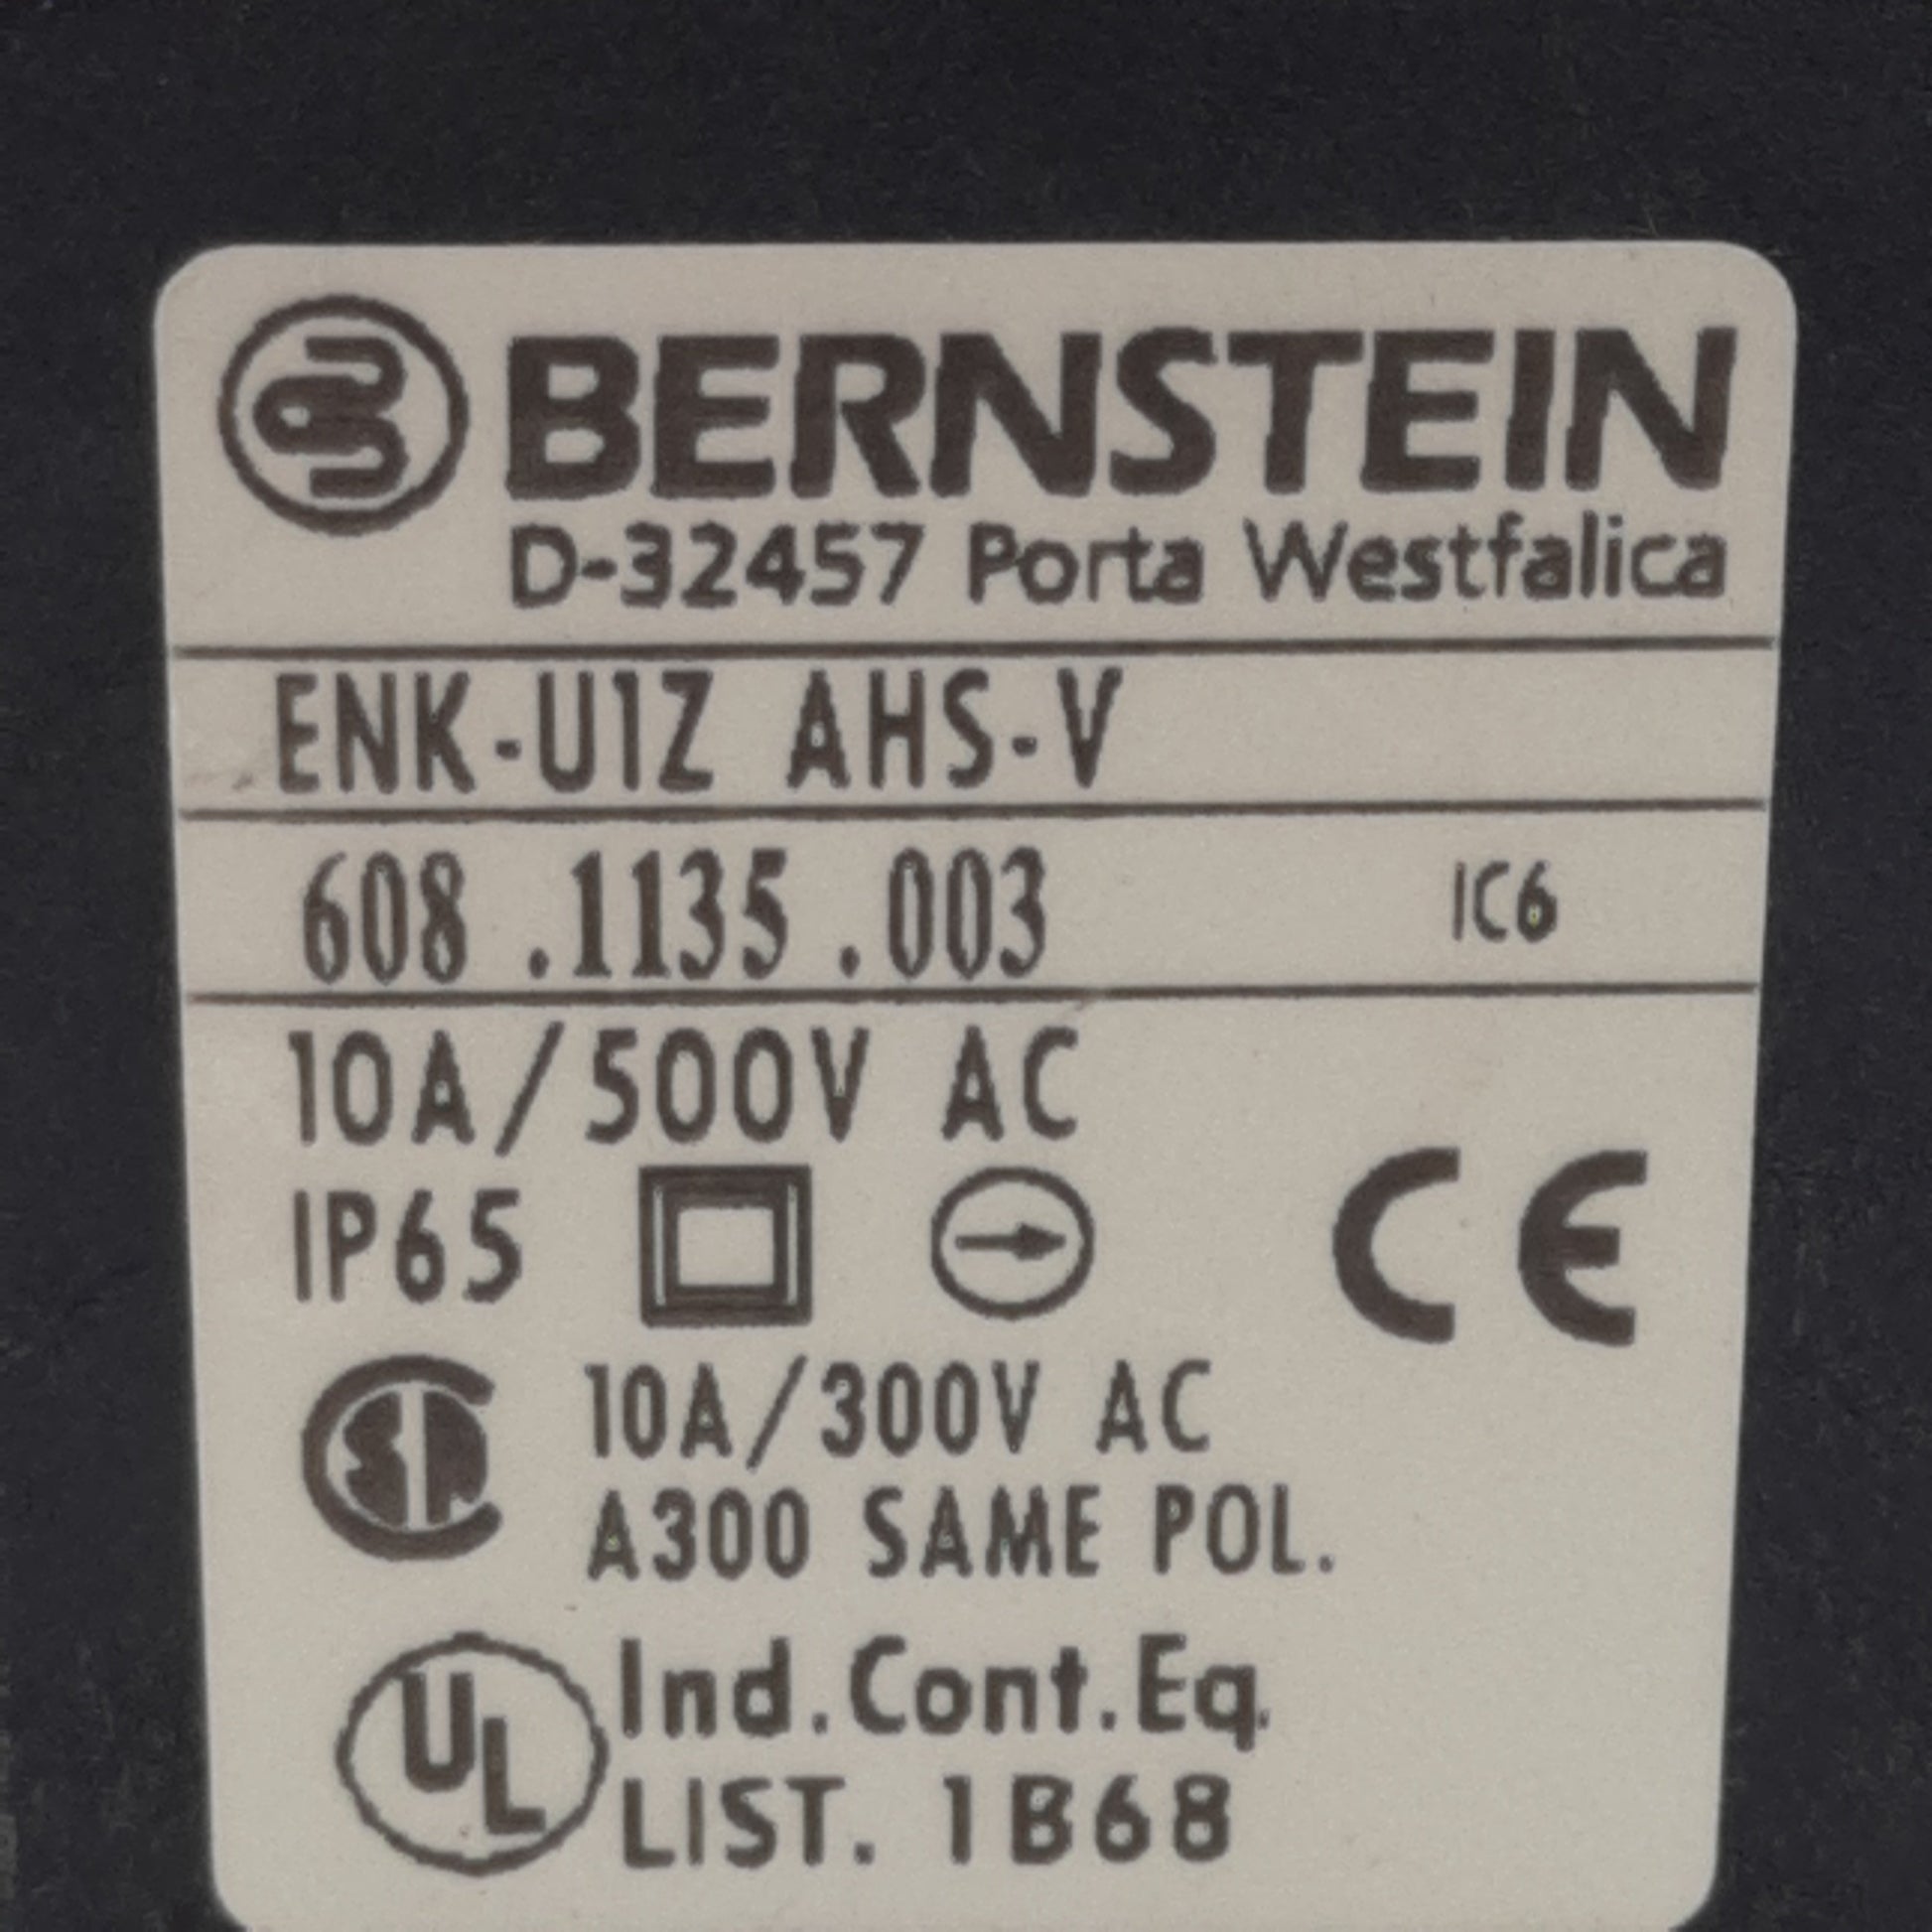 BERNSTEIN
D-32457 Porta Westfalica
ENK-U1Z AHS-V
608 .1135 .003 IC6
10A/500V AC
IP65 CE
10A/300V AC
A300 SAME POL.
UL Ind.Cont.Eq.
LIST. 1B68